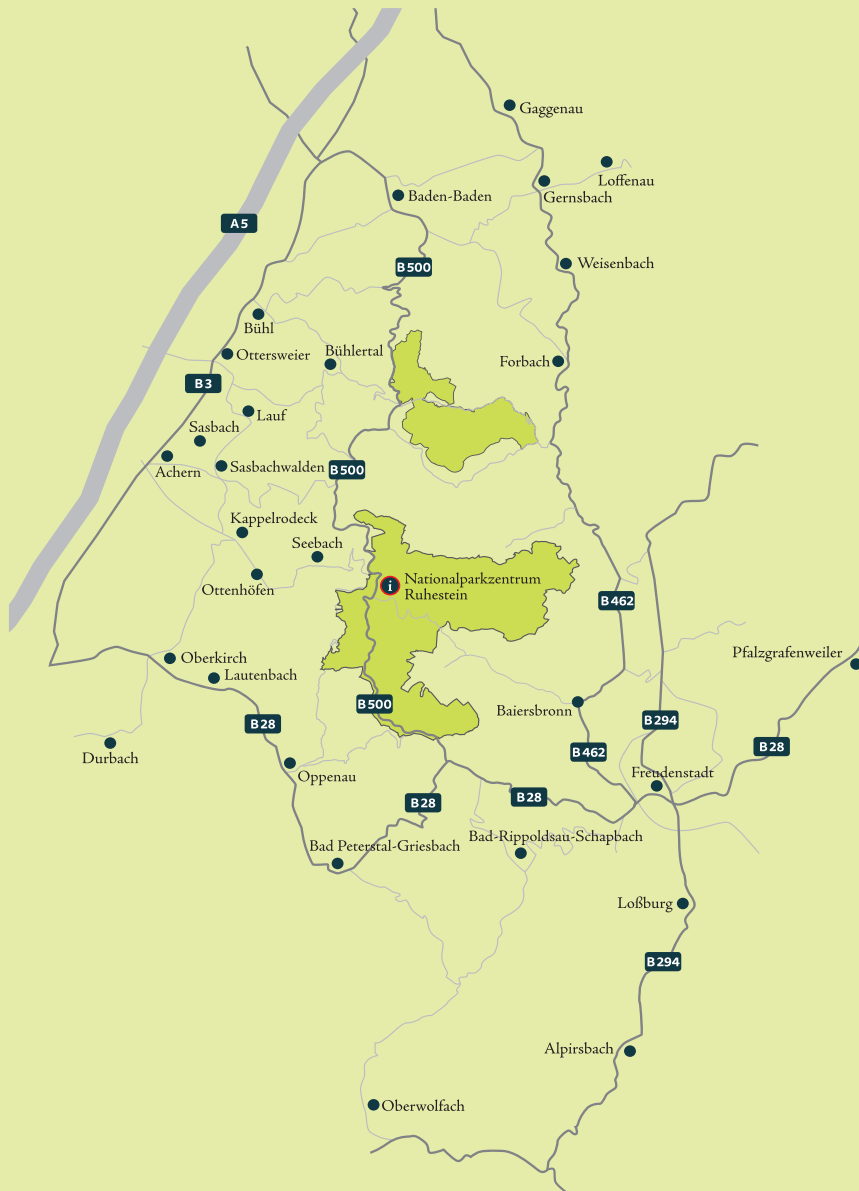 Gaggenau
Loffenau
Gernsbach
Baden-Baden
A5
Weisenbach
B500
Bühl
Bühlertal
Ottersweier
Forbach
B3
Lauf
Sasbach
Sasbachwalden
B500
Achern
Kappelrodeck
Seebach
Nationalparkzentrum
Ruhestein
Ottenhöfen
B462
Pfalzgrafenweiler
Oberkirch
Lautenbach
B500
Baiersbronn
B28
B294
B28
B462
Durbach
Oppenau
Freudenstadt
B28
B28
Bad-Rippoldsau-Schapbach
Bad Peterstal-Griesbach
Loßburg
B294
Alpirsbach
Oberwolfach